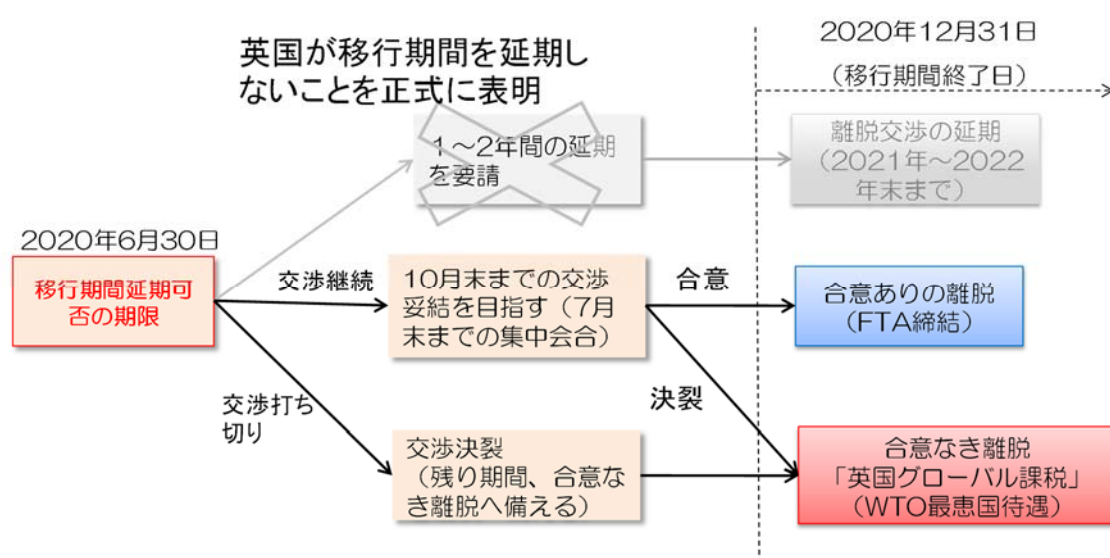 英国が移行期間を延期し
ないことを正式に表明
2020年12月31日
（移行期間終了日）
１～2年間の延期
を要請
離脱交渉の延期
（2021年～2022
年末まで）
2020年6月30日
移行期間延期可
否の期限
交渉継続
10月末までの交渉
妥結を目指す（7月
末までの集中会合）
合意
合意ありの離脱
（FTA締結）
交渉打ち
切り
決裂
交渉決裂
（残り期間、合意な
き離脱へ備える）
合意なき離脱
「英国グローバル課税」
（WTO最恵国待遇）